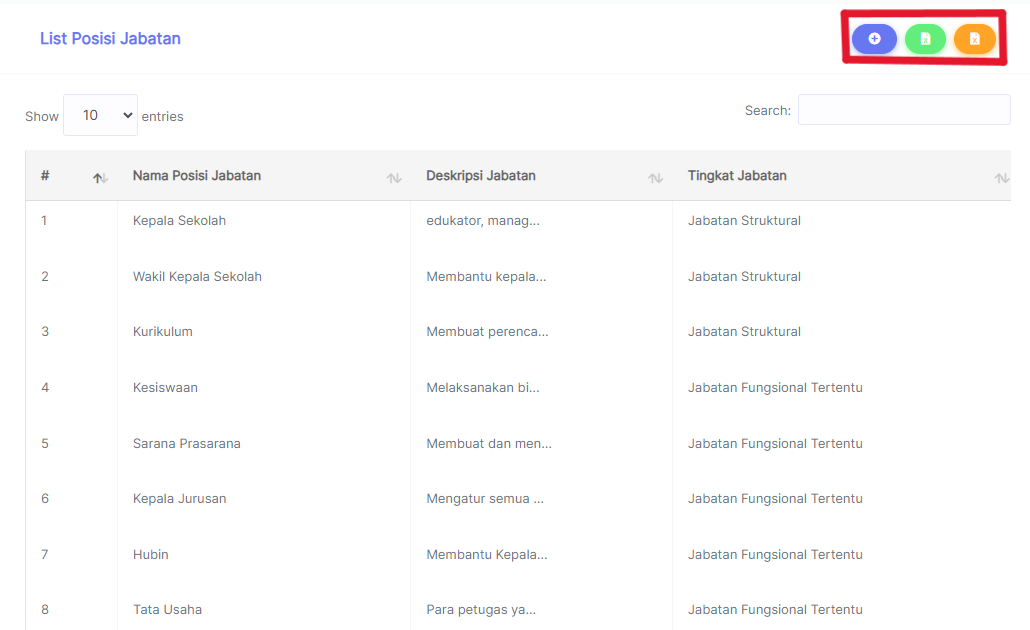 List Posisi Jabatan
Show 10 entries
Search:
# Nama Posisi Jabatan Deskripsi Jabatan Tingkat Jabatan
1 Kepala Sekolah edukator, manag... Jabatan Struktural
2 Wakil Kepala Sekolah Membantu kepala... Jabatan Struktural
3 Kurikulum Membuat perenca... Jabatan Struktural
4 Kesiswaan Melaksanakan bi... Jabatan Fungsional Tertentu
5 Sarana Prasarana Membuat dan men... Jabatan Fungsional Tertentu
6 Kepala Jurusan Mengatur semua ... Jabatan Fungsional Tertentu
7 Hubin Membantu Kepala... Jabatan Fungsional Tertentu
8 Tata Usaha Para petugas ya... Jabatan Fungsional Tertentu